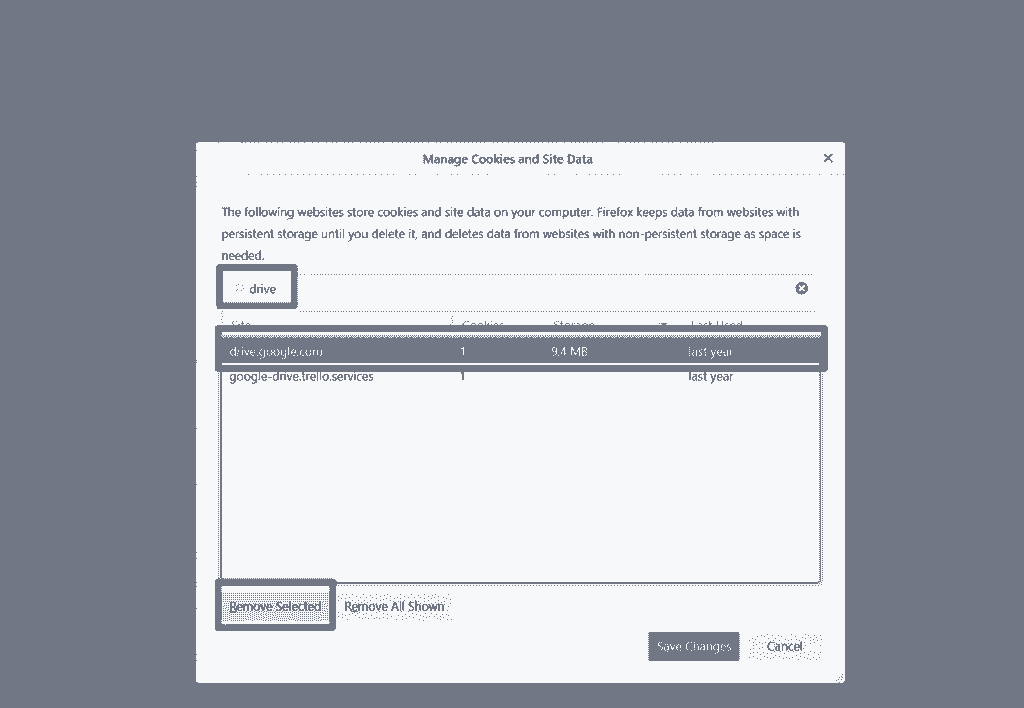 Manage Cookies and Site Data
The following websites store cookies and site data on your computer. Firefox keeps data from websites with
persistent storage until you delete it, and deletes data from websites with non-persistent storage as space is
needed.
drive
Site Cookies Storage Last Used
drive.google.com 1 9.4 MB last year
google-drive.trello.services 1 last year
Remove Selected Remove All Shown
Save Changes Cancel